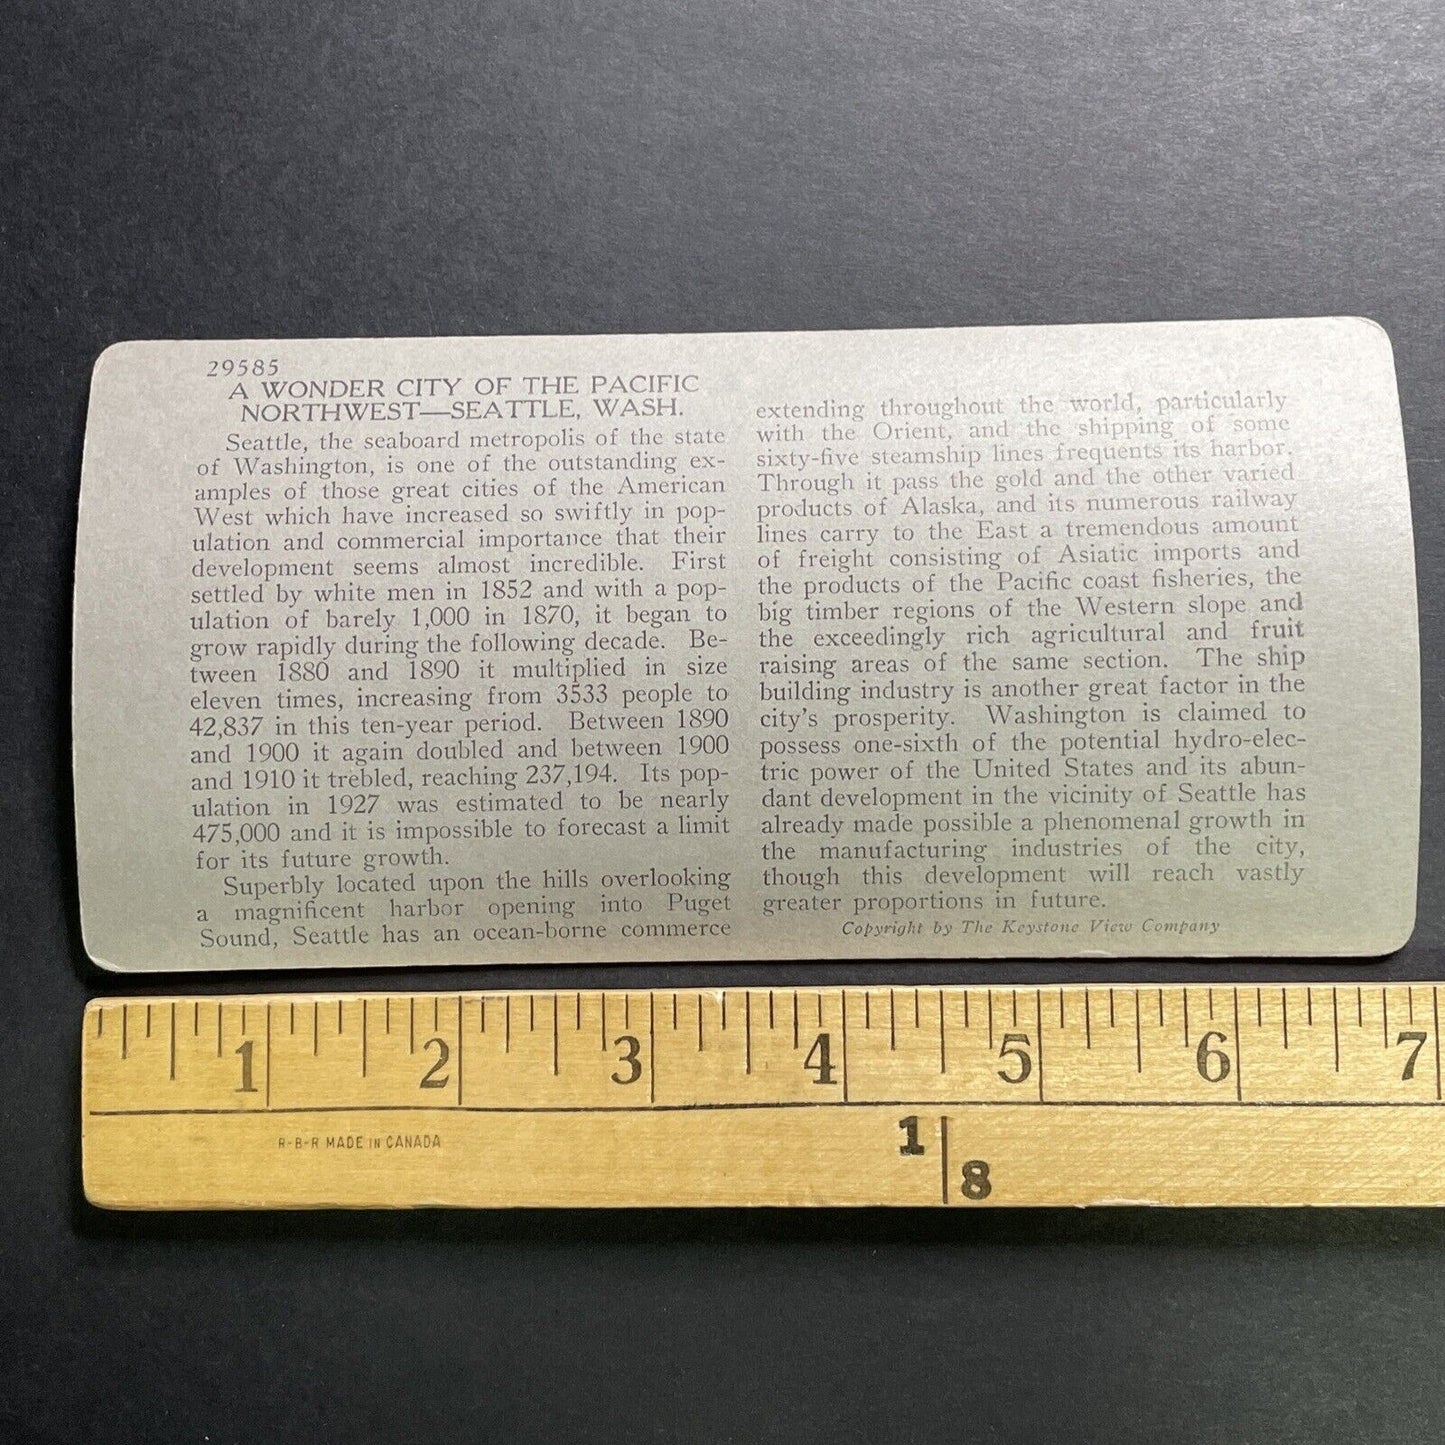 29585
A WONDER CITY OF THE PACIFIC
NORTHWEST—SEATTLE, WASH.
Seattle, the seaboard metropolis of the state
of Washington, is one of the outstanding ex-
amples of those great cities of the American
West which have increased so swiftly in pop-
ulation and commercial importance that their
development seems almost incredible. First
settled by white men in 1852 and with a pop-
ulation of barely 1,000 in 1870, it began to
grow rapidly during the following decade. Be-
tween 1880 and 1890 it multiplied in size
eleven times, increasing from 3533 people to
42,837 in this ten-year period. Between 1890
and 1900 it again doubled and between 1900
and 1910 it trebled, reaching 237,194. Its pop-
ulation in 1927 was estimated to be nearly
475,000 and it is impossible to forecast a limit
for its future growth.
Superbly located upon the hills overlooking
a magnificent harbor opening into Puget
Sound, Seattle has an ocean-borne commerce
extending throughout the world, particularly
with the Orient, and the shipping of some
sixty-five steamship lines frequents its harbor.
Through it pass the gold and the other varied
products of Alaska, and its numerous railway
lines carry to the East a tremendous amount
of freight consisting of Asiatic imports and
the products of the Pacific coast fisheries, the
big timber regions of the Western slope and
the exceedingly rich agricultural and fruit
raising areas of the same section. The ship
building industry is another great factor in the
city's prosperity. Washington is claimed to
possess one-sixth of the potential hydro-elec-
tric power of the United States and its abun-
dant development in the vicinity of Seattle has
already made possible a phenomenal growth in
the manufacturing industries of the city,
though this development will reach vastly
greater proportions in future.
Copyright by The Keystone View Company
1 2 3 4 5 6 7
R-B-R MADE IN CANADA
1
8